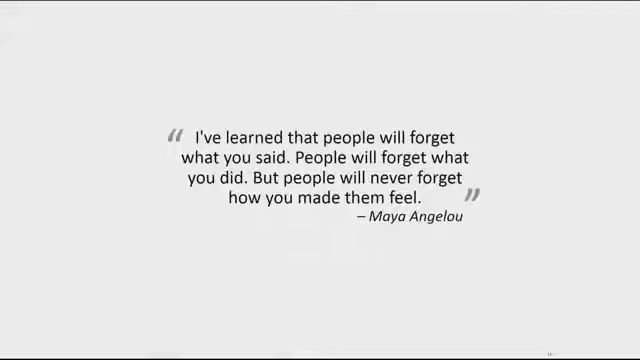 “ I've learned that people will forget
what you said. People will forget what
you did. But people will never forget
how you made them feel. ”
– Maya Angelou